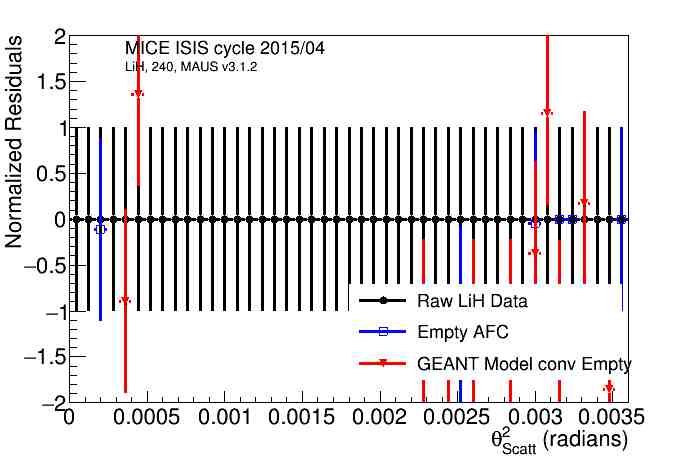 MICE ISIS cycle 2015/04
LiH, 240, MAUS v3.1.2
Normalized Residuals
2
1.5
1
0.5
0
−0.5
−1
−1.5
−2
Raw LiH Data
Empty AFC
GEANT Model conv Empty
0 0.0005 0.001 0.0015 0.002 0.0025 0.003 0.0035
θ²Scatt (radians)